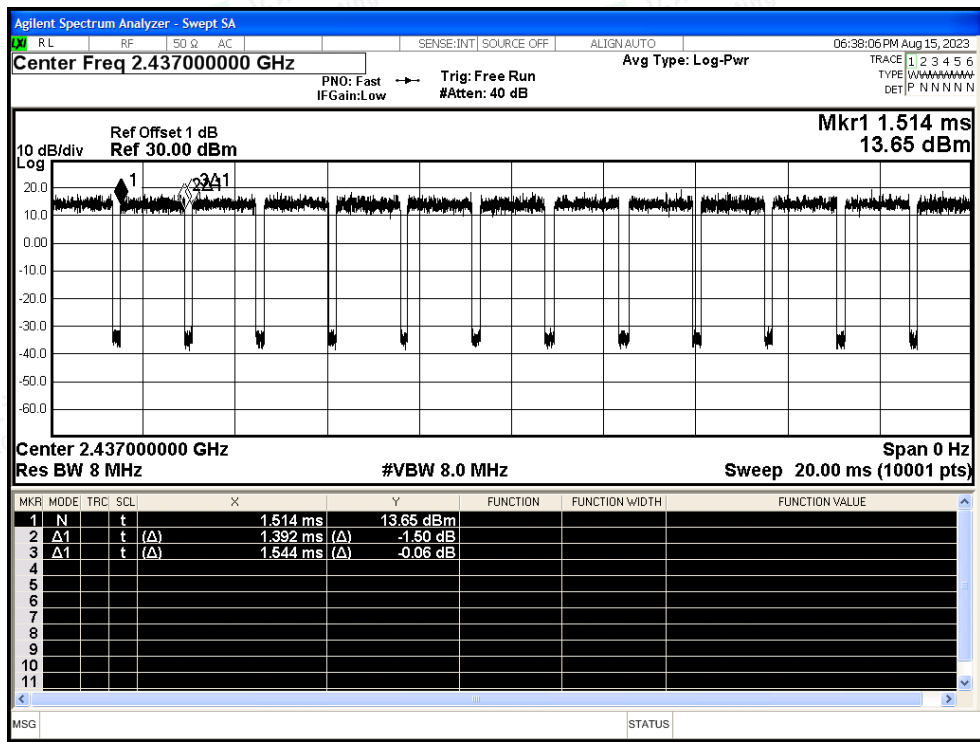 Agilent Spectrum Analyzer - Swept SA
LXI RL RF 50 Ω AC SENSE:INT SOURCE OFF ALIGN AUTO 06:38:06 PM Aug 15, 2023
Center Freq 2.437000000 GHz Avg Type: Log-Pwr TRACE 1 2 3 4 5 6
PNO: Fast Trig: Free Run TYPE
IFGain:Low #Atten: 40 dB DET P N N N N N
Mkr1 1.514 ms
Ref Offset 1 dB
10 dB/div Ref 30.00 dBm 13.65 dBm
Log
1
20.0
10.0
0.00
-10.0
-20.0
-30.0
-40.0
-50.0
-60.0
Center 2.437000000 GHz Span 0 Hz
Res BW 8 MHz #VBW 8.0 MHz Sweep 20.00 ms (10001 pts)
MKR MODE TRC SCL X Y FUNCTION FUNCTION WIDTH FUNCTION VALUE
1 N t 1.514 ms 13.65 dBm
2 Δ1 t (Δ) 1.392 ms (Δ) -1.50 dB
3 Δ1 t (Δ) 1.544 ms (Δ) -0.06 dB
4
5
6
7
8
9
10
11
MSG STATUS